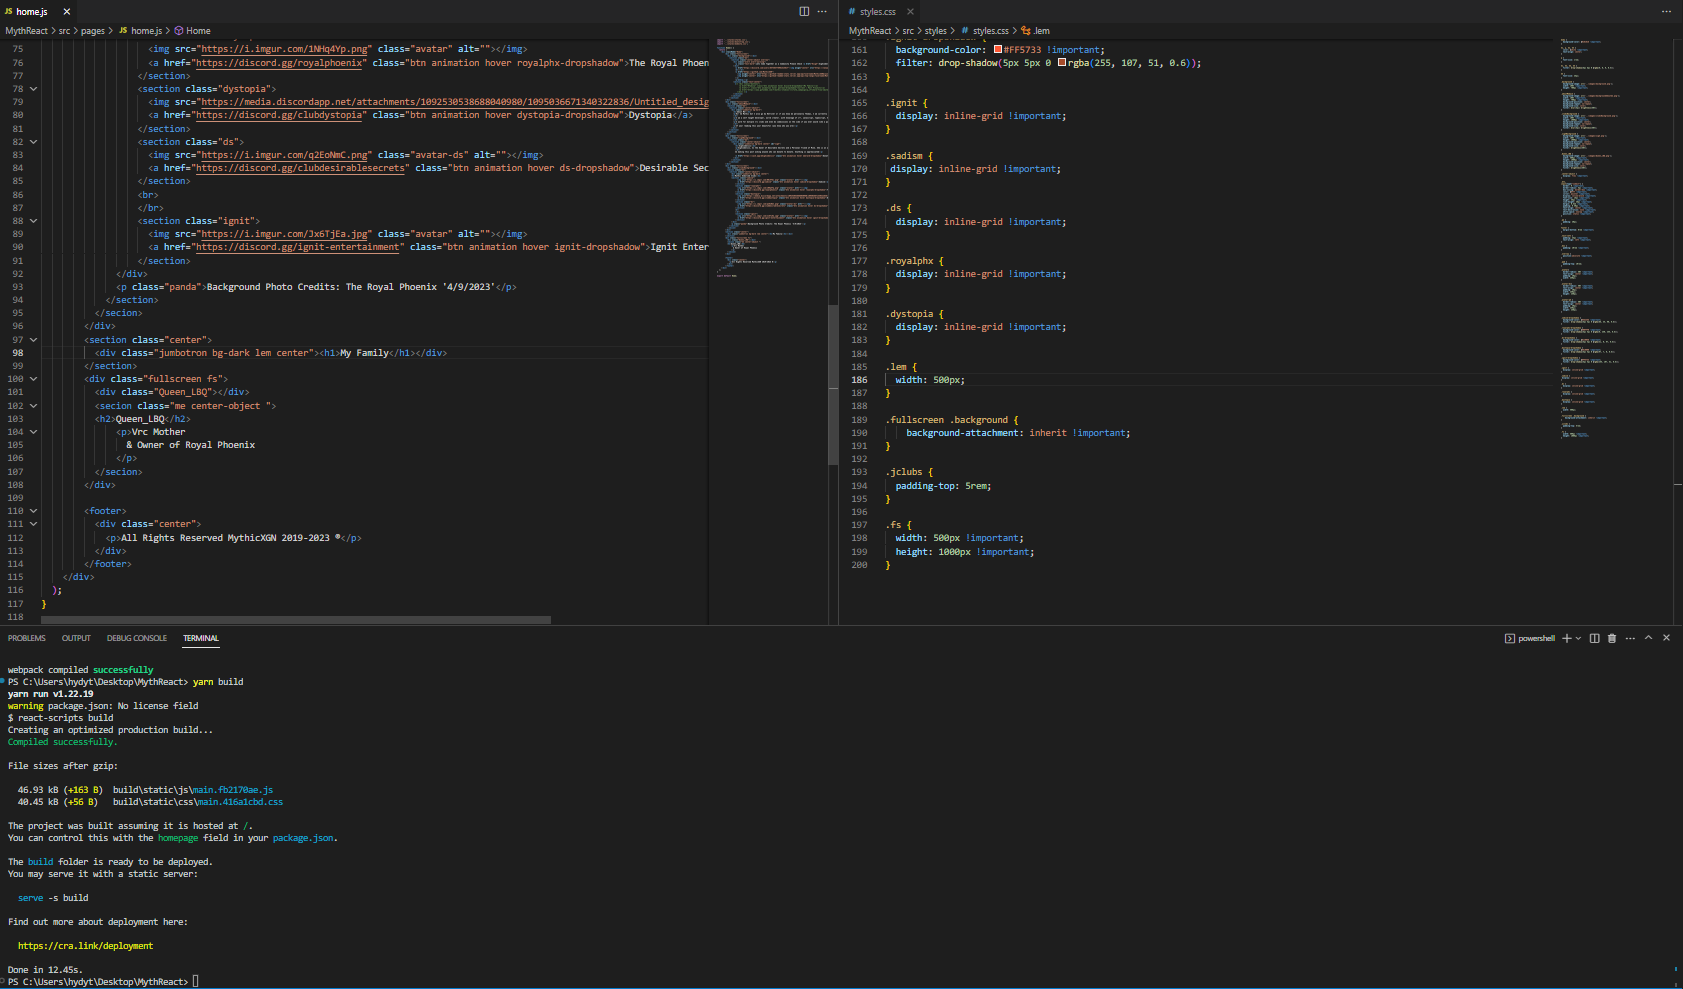 home.js
MythReact > src > pages > home.js > Home
75 <img src="https://i.imgur.com/1NHq4Yp.png" class="avatar" alt=""></img>
76 <a href="https://discord.gg/royalphoenix" class="btn animation hover royalphx-dropshadow">The Royal Phoen
77 </section>
78 <section class="dystopia">
79 <img src="https://media.discordapp.net/attachments/1092530538688040980/1095036671340322836/Untitled_desig
80 <a href="https://discord.gg/clubdystopia" class="btn animation hover dystopia-dropshadow">Dystopia</a>
81 </section>
82 <section class="ds">
83 <img src="https://i.imgur.com/q2EoNmC.png" class="avatar-ds" alt=""></img>
84 <a href="https://discord.gg/clubdesirablesecrets" class="btn animation hover ds-dropshadow">Desirable Sec
85 </section>
86 <br>
87 </br>
88 <section class="ignit">
89 <img src="https://i.imgur.com/Jx6TjEa.jpg" class="avatar" alt=""></img>
90 <a href="https://discord.gg/ignit-entertainment" class="btn animation hover ignit-dropshadow">Ignit Enter
91 </section>
92 </div>
93 <p class="panda">Background Photo Credits: The Royal Phoenix '4/9/2023'</p>
94 </section>
95 </secion>
96 </div>
97 <section class="center">
98 <div class="jumbotron bg-dark lem center"><h1>My Family</h1></div>
99 </section>
100 <div class="fullscreen fs">
101 <div class="Queen_LBQ"></div>
102 <secion class="me center-object ">
103 <h2>Queen_LBQ</h2>
104 <p>Vrc Mother
105 & Owner of Royal Phoenix
106 </p>
107 </secion>
108 </div>
109
110 <footer>
111 <div class="center">
112 <p>All Rights Reserved MythicXGN 2019-2023 ®</p>
113 </div>
114 </footer>
115 </div>
116 );
117 }
118
styles.css
MythReact > src > styles > styles.css > .lem
161 background-color: #FF5733 !important;
162 filter: drop-shadow(5px 5px 0 rgba(255, 107, 51, 0.6));
163 }
164
165 .ignit {
166 display: inline-grid !important;
167 }
168
169 .sadism {
170 display: inline-grid !important;
171 }
172
173 .ds {
174 display: inline-grid !important;
175 }
176
177 .royalphx {
178 display: inline-grid !important;
179 }
180
181 .dystopia {
182 display: inline-grid !important;
183 }
184
185 .lem {
186 width: 500px;
187 }
188
189 .fullscreen .background {
190 background-attachment: inherit !important;
191 }
192
193 .jclubs {
194 padding-top: 5rem;
195 }
196
197 .fs {
198 width: 500px !important;
199 height: 1000px !important;
200 }
PROBLEMS OUTPUT DEBUG CONSOLE TERMINAL
powershell
webpack compiled successfully
PS C:\Users\hydyt\Desktop\MythReact> yarn build
yarn run v1.22.19
warning package.json: No license field
$ react-scripts build
Creating an optimized production build...
Compiled successfully.
File sizes after gzip:
46.93 kB (+163 B) build\static\js\main.fb2170ae.js
40.45 kB (+56 B) build\static\css\main.416a1cbd.css
The project was built assuming it is hosted at /.
You can control this with the homepage field in your package.json.
The build folder is ready to be deployed.
You may serve it with a static server:
serve -s build
Find out more about deployment here:
https://cra.link/deployment
Done in 12.45s.
PS C:\Users\hydyt\Desktop\MythReact>